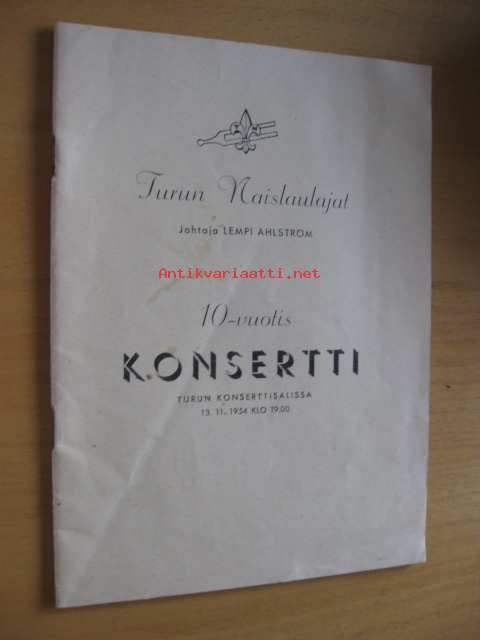 Turun Naislaulajat
Johtaja LEMPI AHLSTRÖM
Antikvariaatti.net
10-vuotis
KONSERTTI
TURUN KONSERTTISALISSA
13. 11. 1954 KLO 19.00